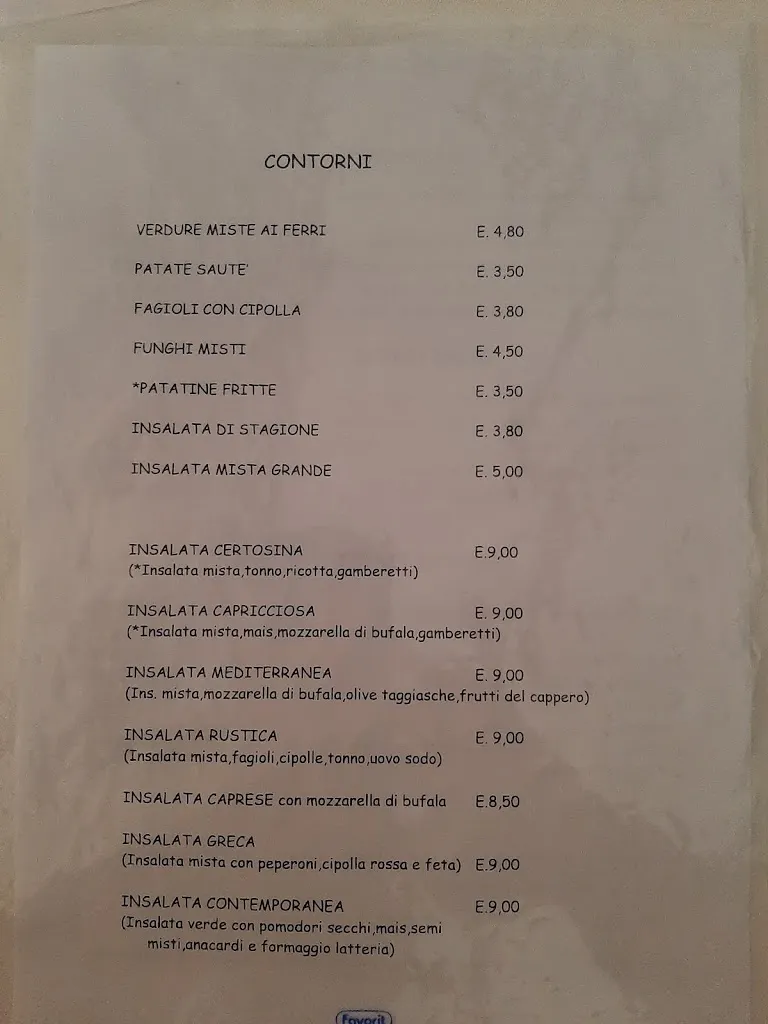 CONTORNI
VERDURE MISTE AI FERRI E. 4,80
PATATE SAUTE' E. 3,50
FAGIOLI CON CIPOLLA E. 3,80
FUNGHI MISTI E. 4,50
*PATATINE FRITTE E. 3,50
INSALATA DI STAGIONE E. 3,80
INSALATA MISTA GRANDE E. 5,00
INSALATA CERTOSINA E.9,00
(*Insalata mista,tonno,ricotta,gamberetti)
INSALATA CAPRICCIOSA E. 9,00
(*Insalata mista,mais,mozzarella di bufala,gamberetti)
INSALATA MEDITERRANEA E. 9,00
(Ins. mista,mozzarella di bufala,olive taggiasche,frutti del cappero)
INSALATA RUSTICA E. 9,00
(Insalata mista,fagioli,cipolle,tonno,uovo sodo)
INSALATA CAPRESE con mozzarella di bufala E.8,50
INSALATA GRECA
(Insalata mista con peperoni,cipolla rossa e feta) E.9,00
INSALATA CONTEMPORANEA E.9,00
(Insalata verde con pomodori secchi,mais,semi
misti,anacardi e formaggio latteria)
Favorit